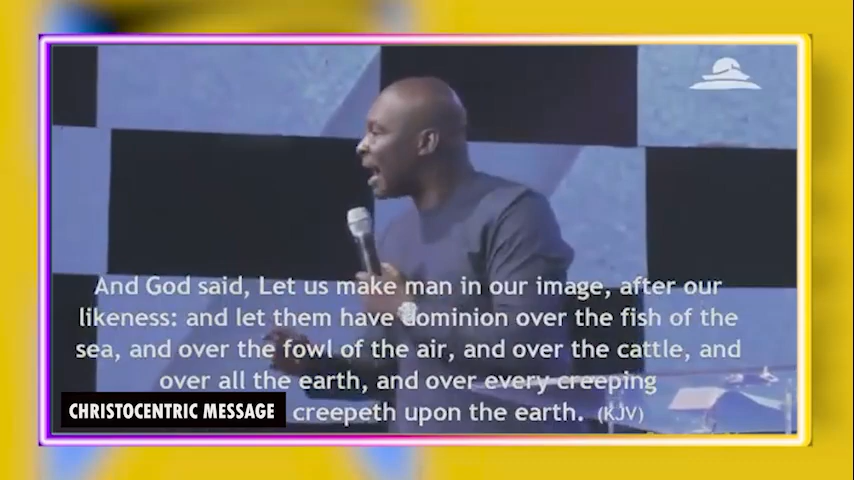 And God said, Let us make man in our image, after our
likeness: and let them have dominion over the fish of the
sea, and over the fowl of the air, and over the cattle, and
over all the earth, and over every creeping
CHRISTOCENTRIC MESSAGE creepeth upon the earth. (KJV)